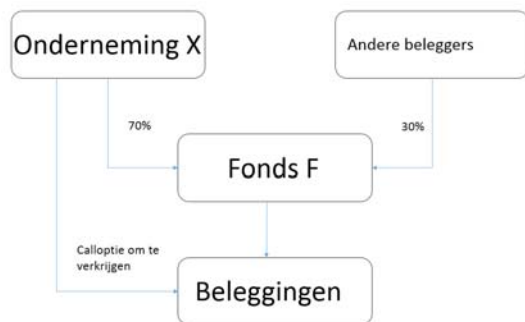 Onderneming X
Andere beleggers
70%
30%
Fonds F
Calloptie om te
verkrijgen
Beleggingen